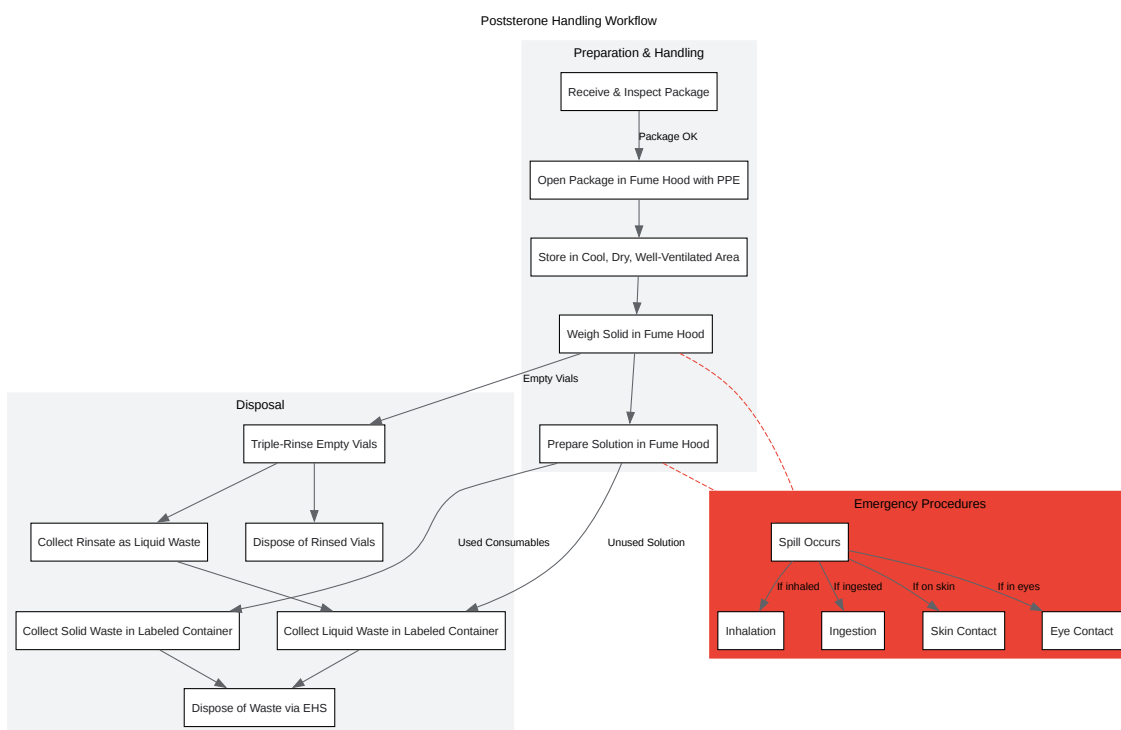 Poststerone Handling Workflow
Preparation & Handling
Receive & Inspect Package
Package OK
Open Package in Fume Hood with PPE
Store in Cool, Dry, Well-Ventilated Area
Weigh Solid in Fume Hood
Empty Vials
Disposal
Triple-Rinse Empty Vials
Prepare Solution in Fume Hood
Emergency Procedures
Collect Rinsate as Liquid Waste
Dispose of Rinsed Vials
Used Consumables
Unused Solution
Spill Occurs
If inhaled
If ingested
If on skin
If in eyes
Collect Solid Waste in Labeled Container
Collect Liquid Waste in Labeled Container
Inhalation
Ingestion
Skin Contact
Eye Contact
Dispose of Waste via EHS